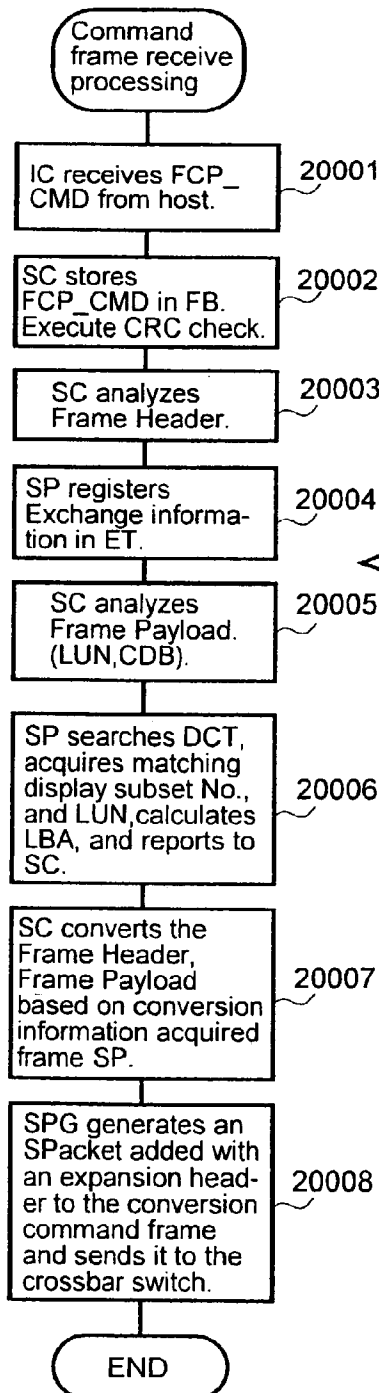 Command
frame receive
processing
IC receives FCP_
CMD from host.
20001
SC stores
FCP_CMD in FB.
Execute CRC check.
20002
SC analyzes
Frame Header.
20003
SP registers
Exchange informa-
tion in ET.
20004
SC analyzes
Frame Payload.
(LUN,CDB).
20005
SP searches DCT,
acquires matching
display subset No.,
and LUN,calculates
LBA, and reports to
SC.
20006
SC converts the
Frame Header,
Frame Payload
based on conversion
information acquired
frame SP.
20007
SPG generates an
SPacket added with
an expansion head-
er to the conversion
command frame
and sends it to the
crossbar switch.
20008
END